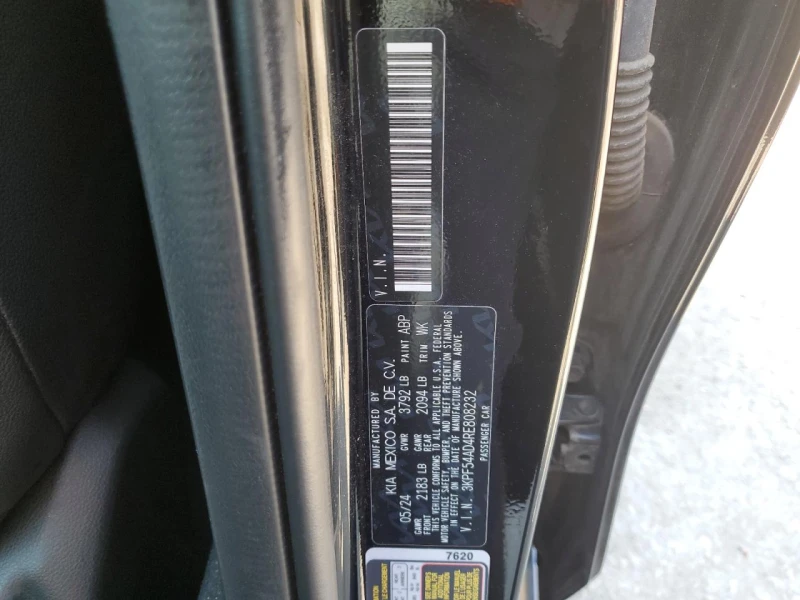 V.I.N.
MANUFACTURED BY
KIA MEXICO S.A. DE C.V.
05/24 GVWR 3792 LB PAINT ABP
GAWR FRONT 2183 LB GAWR REAR 2094 LB TRIM WK
THIS VEHICLE CONFORMS TO ALL APPLICABLE U.S.A. FEDERAL
MOTOR VEHICLE SAFETY, BUMPER, AND THEFT PREVENTION STANDARDS
IN EFFECT ON THE DATE OF MANUFACTURE SHOWN ABOVE.
V.I.N. 3KPF54AD4RE808232
PASSENGER CAR
7620